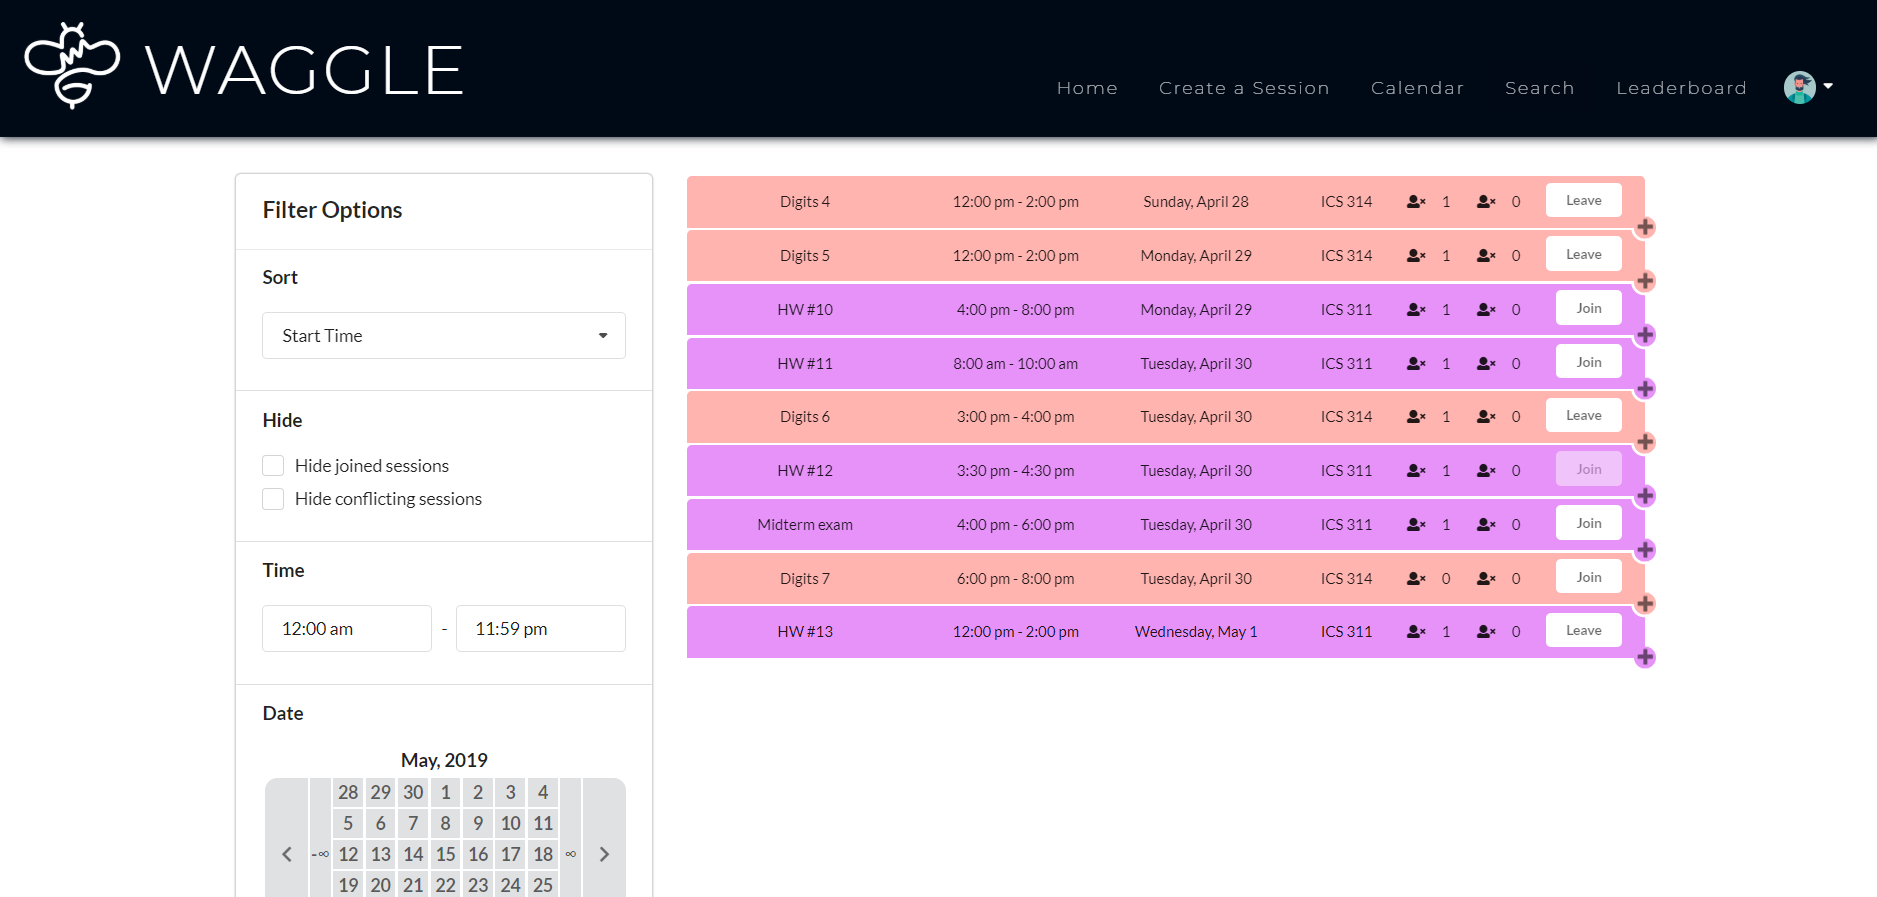 WAGGLE
Home Create a Session Calendar Search Leaderboard
Filter Options
Sort
Start Time
Hide
Hide joined sessions
Hide conflicting sessions
Time
12:00 am - 11:59 pm
Date
May, 2019
28 29 30 1 2 3 4
5 6 7 8 9 10 11
-∞ 12 13 14 15 16 17 18 ∞
19 20 21 22 23 24 25
Digits 4 12:00 pm - 2:00 pm Sunday, April 28 ICS 314 1 0 Leave
Digits 5 12:00 pm - 2:00 pm Monday, April 29 ICS 314 1 0 Leave
HW #10 4:00 pm - 8:00 pm Monday, April 29 ICS 311 1 0 Join
HW #11 8:00 am - 10:00 am Tuesday, April 30 ICS 311 1 0 Join
Digits 6 3:00 pm - 4:00 pm Tuesday, April 30 ICS 314 1 0 Leave
HW #12 3:30 pm - 4:30 pm Tuesday, April 30 ICS 311 1 0 Join
Midterm exam 4:00 pm - 6:00 pm Tuesday, April 30 ICS 311 1 0 Join
Digits 7 6:00 pm - 8:00 pm Tuesday, April 30 ICS 314 0 0 Join
HW #13 12:00 pm - 2:00 pm Wednesday, May 1 ICS 311 1 0 Leave